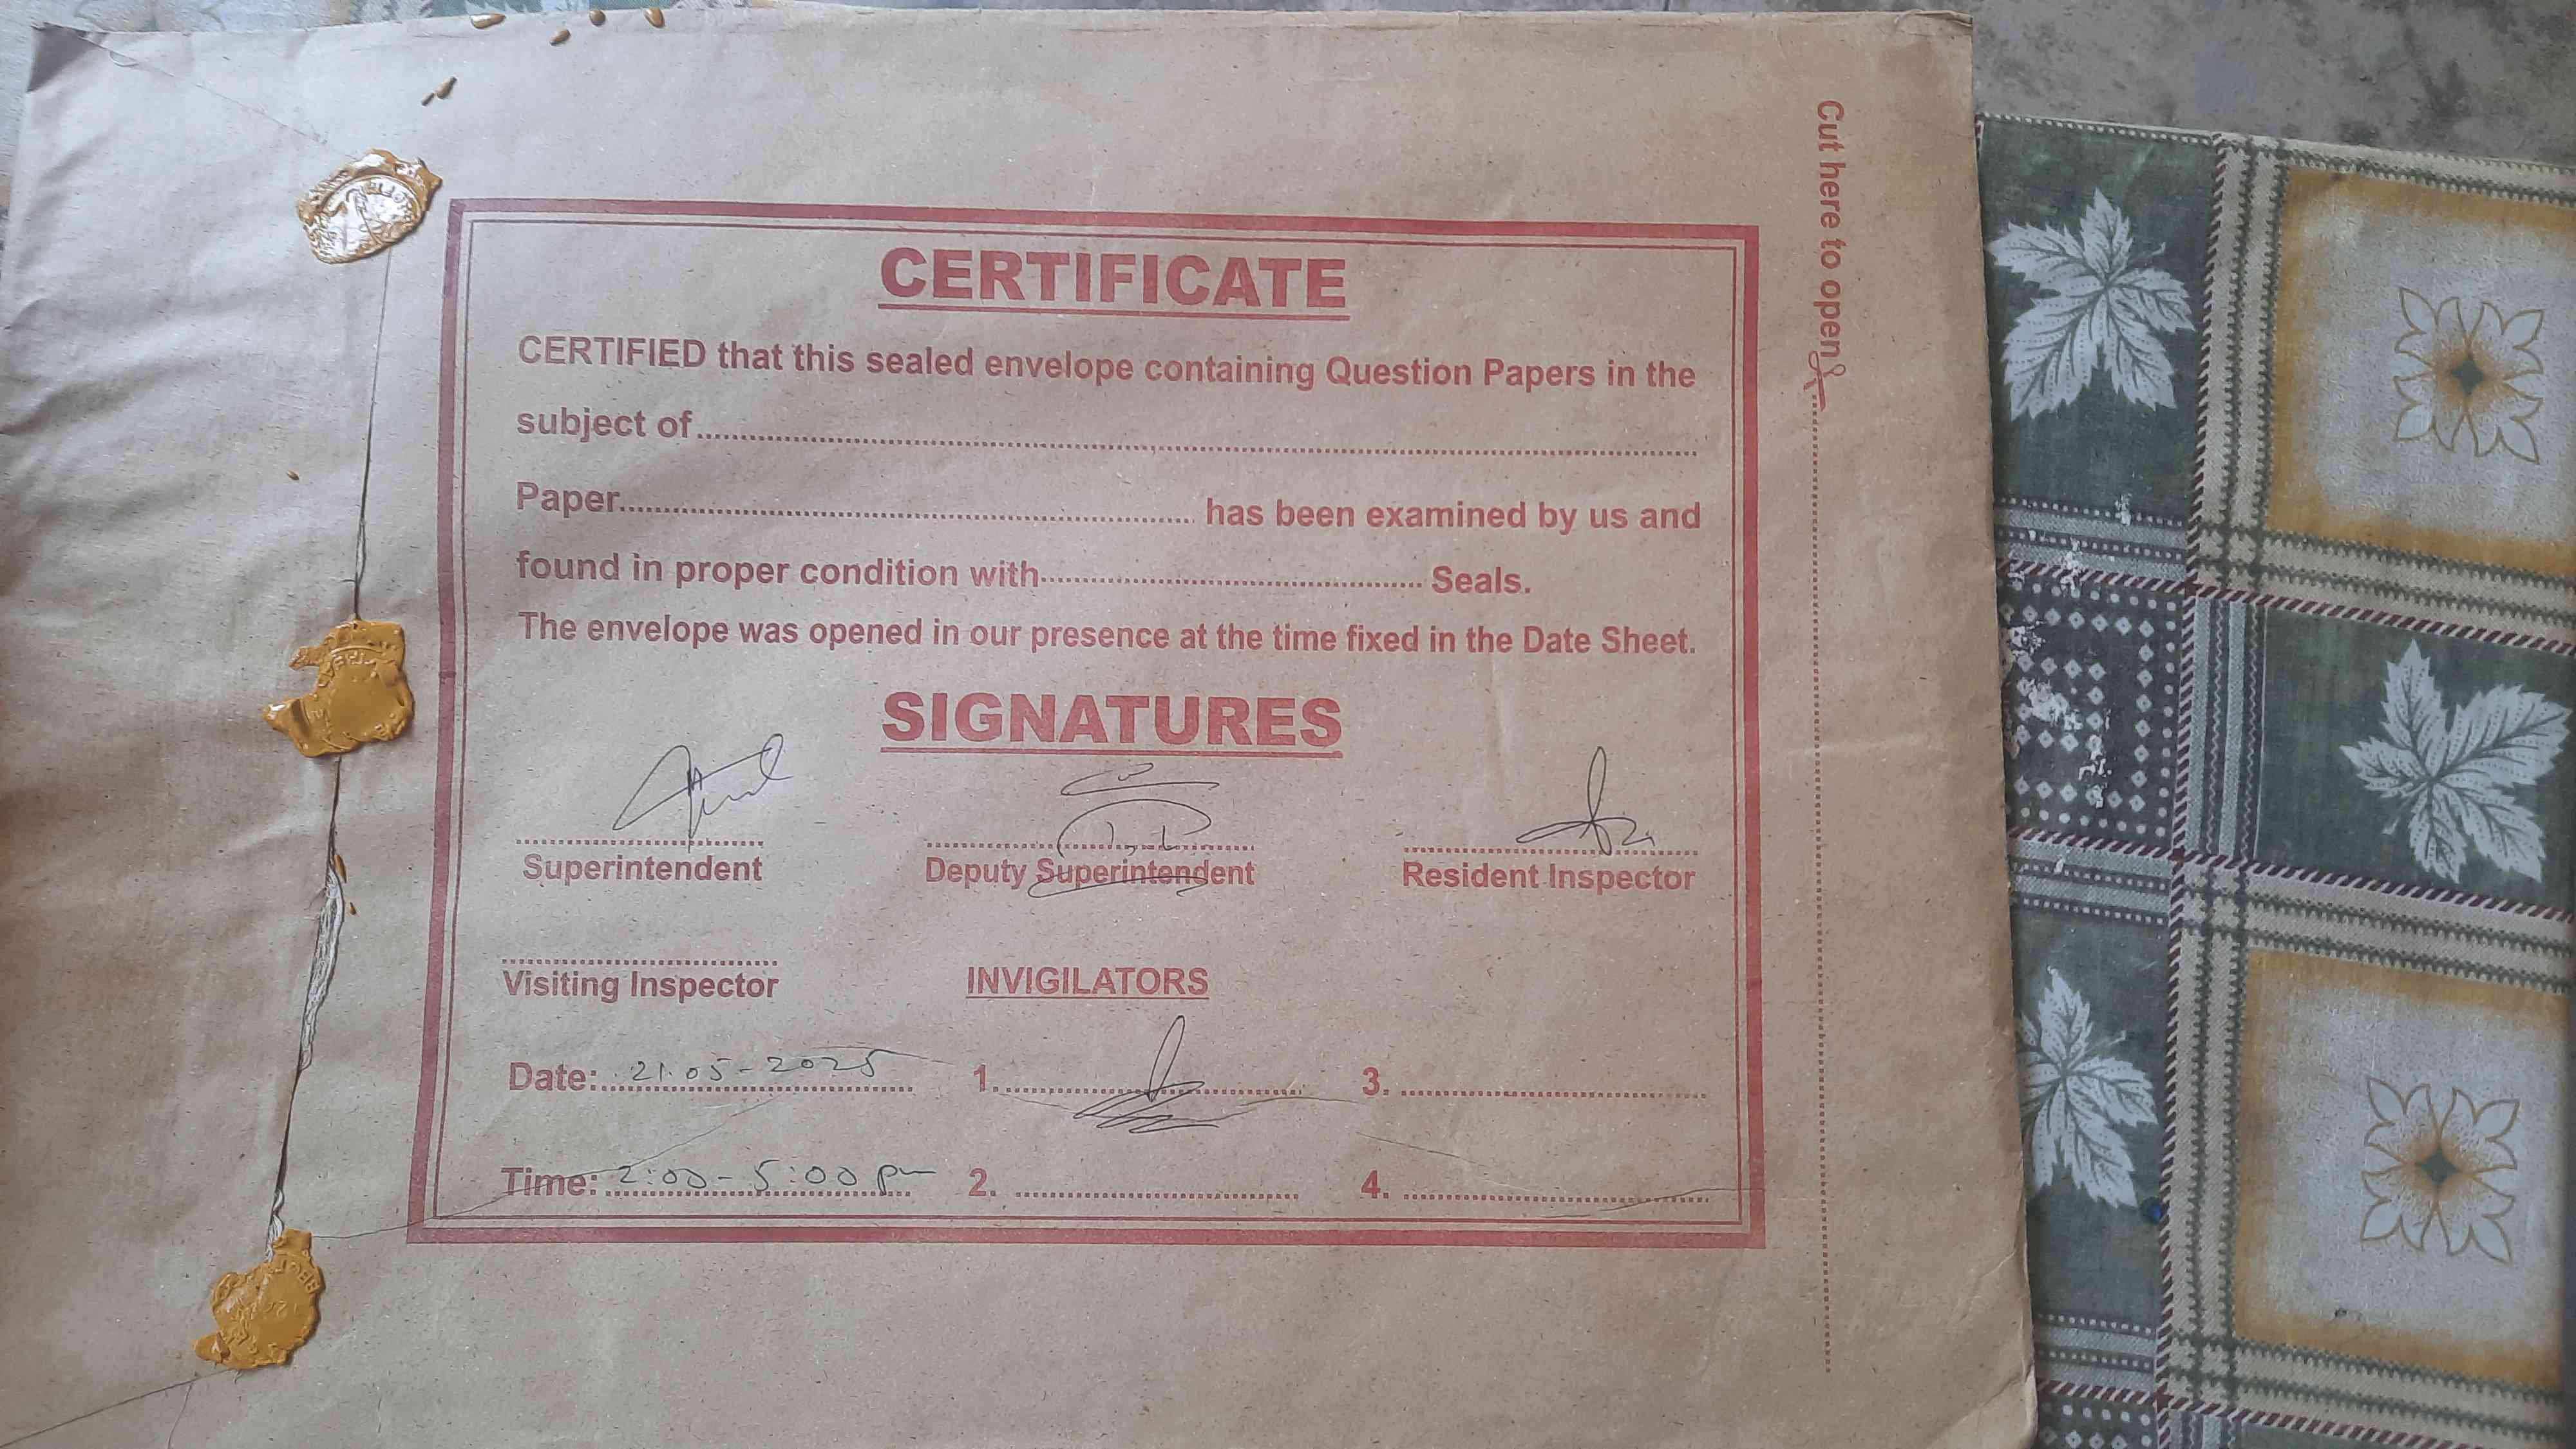 Cut here to open
CERTIFICATE
CERTIFIED that this sealed envelope containing Question Papers in the
subject of
Paper has been examined by us and
found in proper condition with Seals.
The envelope was opened in our presence at the time fixed in the Date Sheet.
SIGNATURES
Superintendent Deputy Superintendent Resident Inspector
Visiting Inspector INVIGILATORS
Date: 21.05-2025 1. 3.
Time: 2:00-5:00 pm 2. 4.